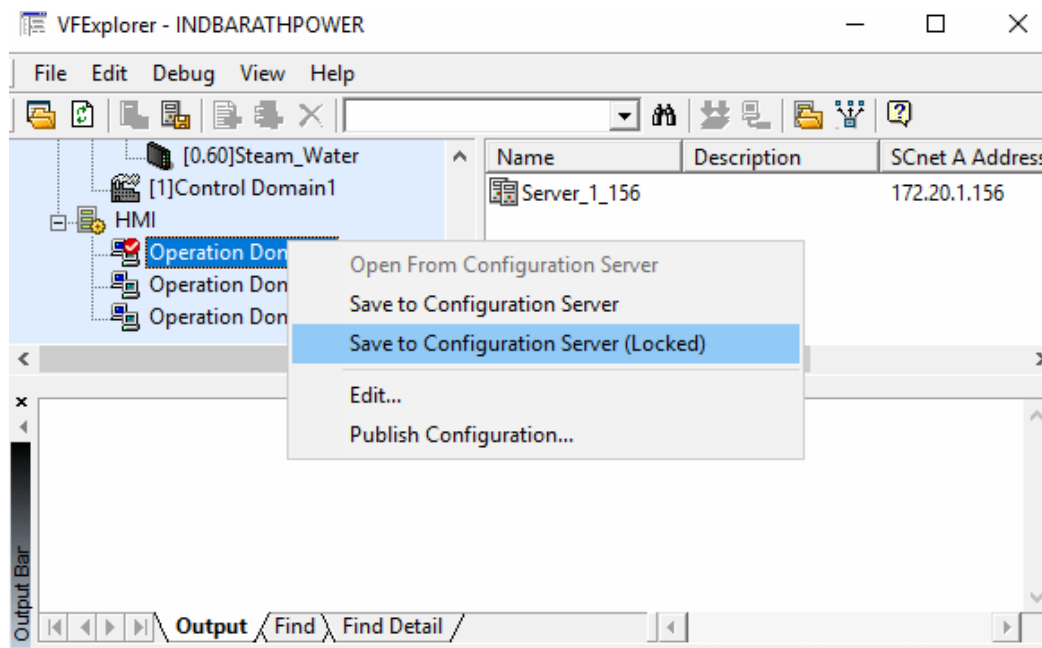 VFExplorer - INDBARATHPOWER
File Edit Debug View Help
[0.60]Steam_Water
[1]Control Domain1
HMI
Operation Don
Operation Don
Operation Don
Name Description SCnet A Address
Server_1_156 172.20.1.156
Open From Configuration Server
Save to Configuration Server
Save to Configuration Server (Locked)
Edit...
Publish Configuration...
Output Bar
Output Find Find Detail